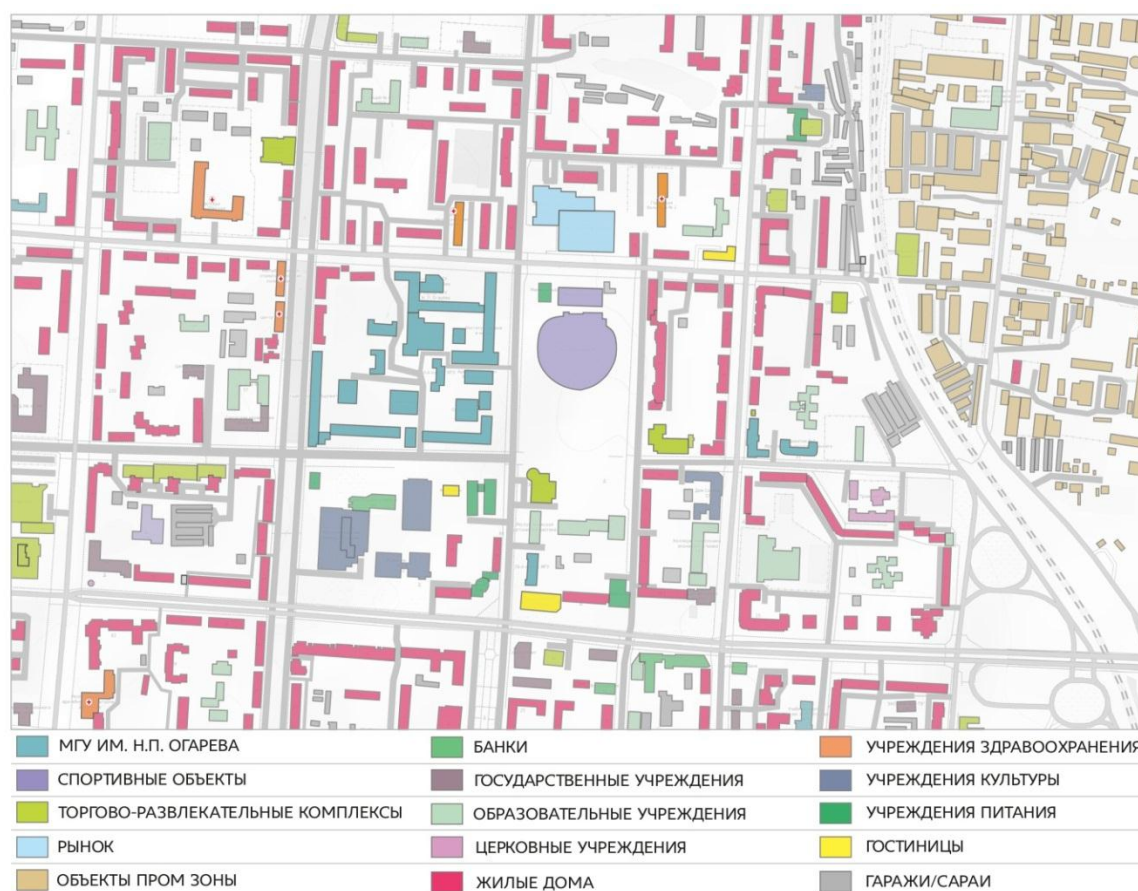 МГУ ИМ. Н.П. ОГАРЕВА
БАНКИ
УЧРЕЖДЕНИЯ ЗДРАВООХРАНЕНИЯ
СПОРТИВНЫЕ ОБЪЕКТЫ
ГОСУДАРСТВЕННЫЕ УЧРЕЖДЕНИЯ
УЧРЕЖДЕНИЯ КУЛЬТУРЫ
ТОРГОВО-РАЗВЛЕКАТЕЛЬНЫЕ КОМПЛЕКСЫ
ОБРАЗОВАТЕЛЬНЫЕ УЧРЕЖДЕНИЯ
УЧРЕЖДЕНИЯ ПИТАНИЯ
РЫНОК
ЦЕРКОВНЫЕ УЧРЕЖДЕНИЯ
ГОСТИНИЦЫ
ОБЪЕКТЫ ПРОМ ЗОНЫ
ЖИЛЫЕ ДОМА
ГАРАЖИ/САРАИ